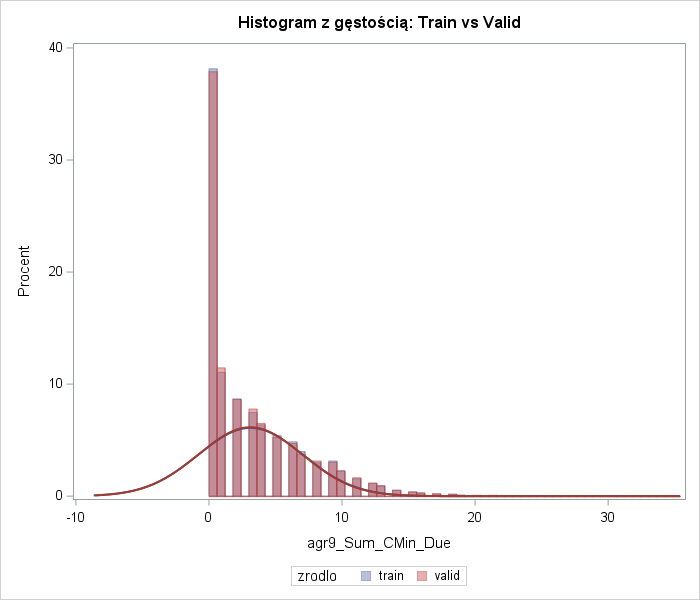 Histogram z gęstością: Train vs Valid
40
30
20
10
0
Procent
-10 0 10 20 30
agr9_Sum_CMin_Due
zrodlo train valid